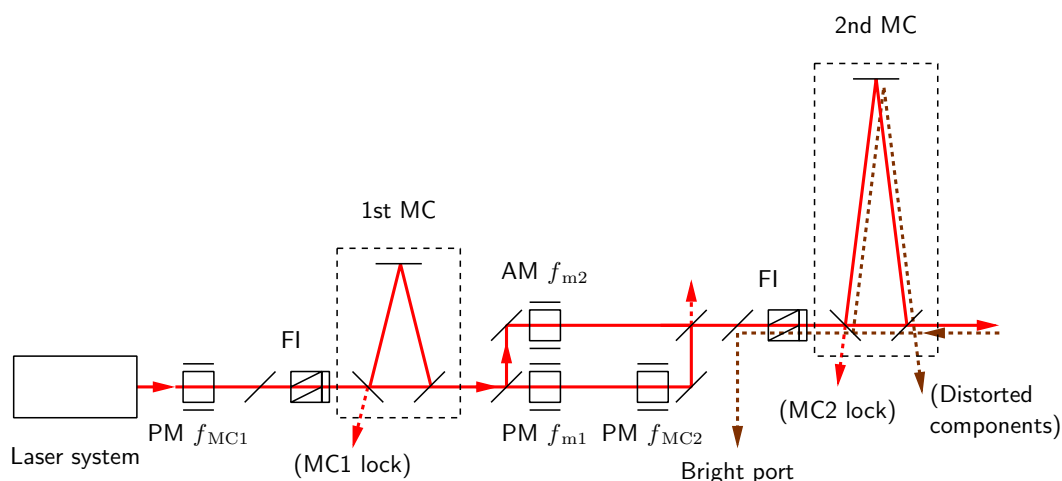 2nd MC
1st MC
AM f_m2
FI
FI
PM f_MC1
PM f_m1
PM f_MC2
(MC1 lock)
(MC2 lock)
(Distorted
components)
Laser system
Bright port